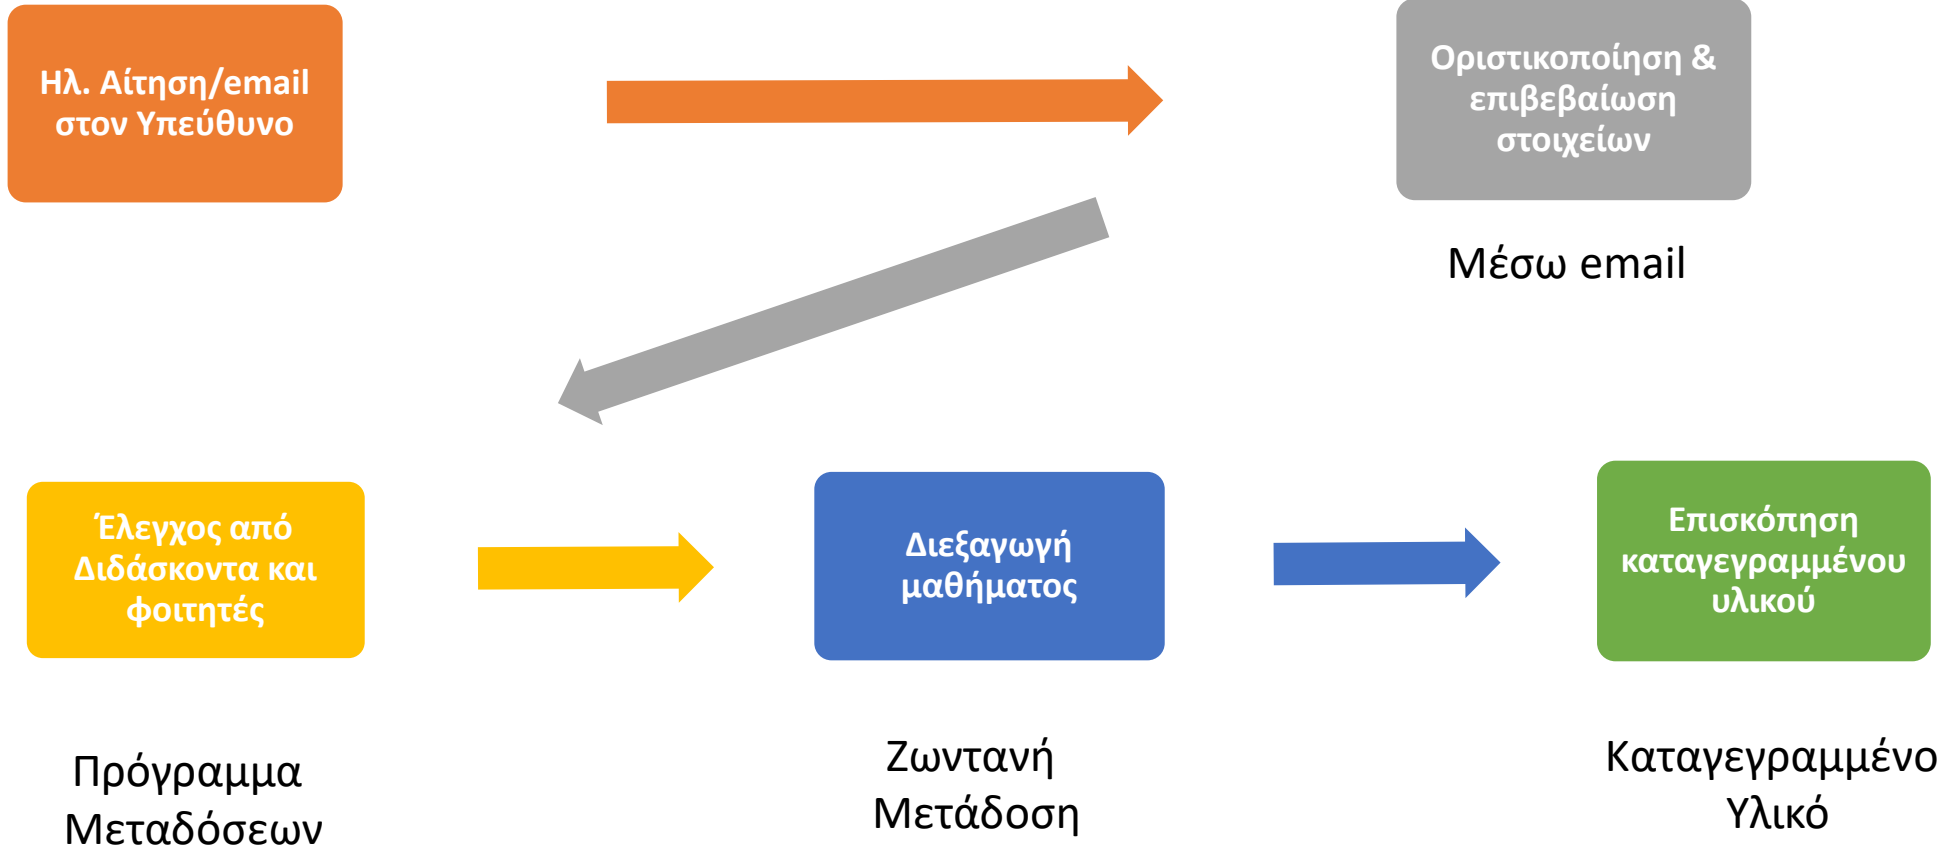 Ηλ. Αίτηση/email
στον Υπεύθυνο
Οριστικοποίηση &
επιβεβαίωση
στοιχείων
Μέσω email
Έλεγχος από
Διδάσκοντα και
φοιτητές
Διεξαγωγή
μαθήματος
Επισκόπηση
καταγεγραμμένου
υλικού
Πρόγραμμα
Μεταδόσεων
Ζωντανή
Μετάδοση
Καταγεγραμμένο
Υλικό